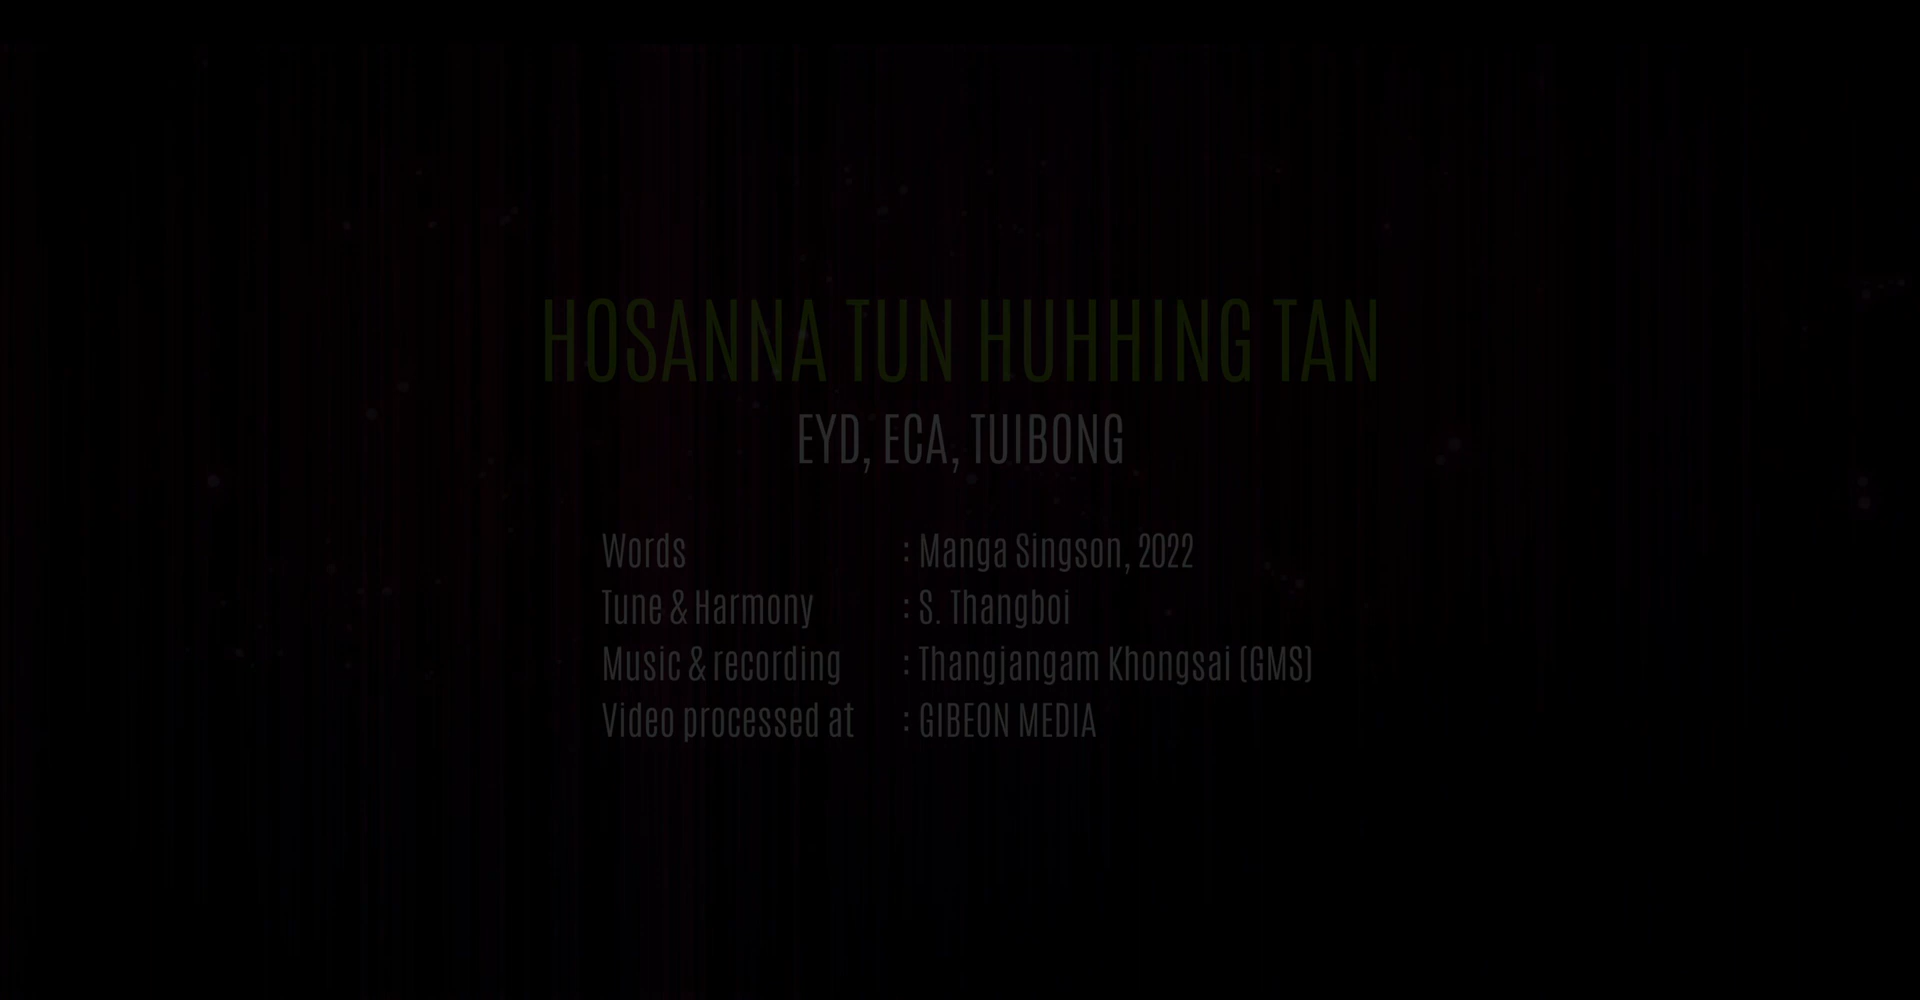 HOSANNA TUN HUHHING TAN
EYD, ECA, TUIBONG
Words : Manga Singson, 2022
Tune & Harmony : S. Thangboi
Music & recording : Thangjangam Khongsai (GMS)
Video processed at : GIBEON MEDIA